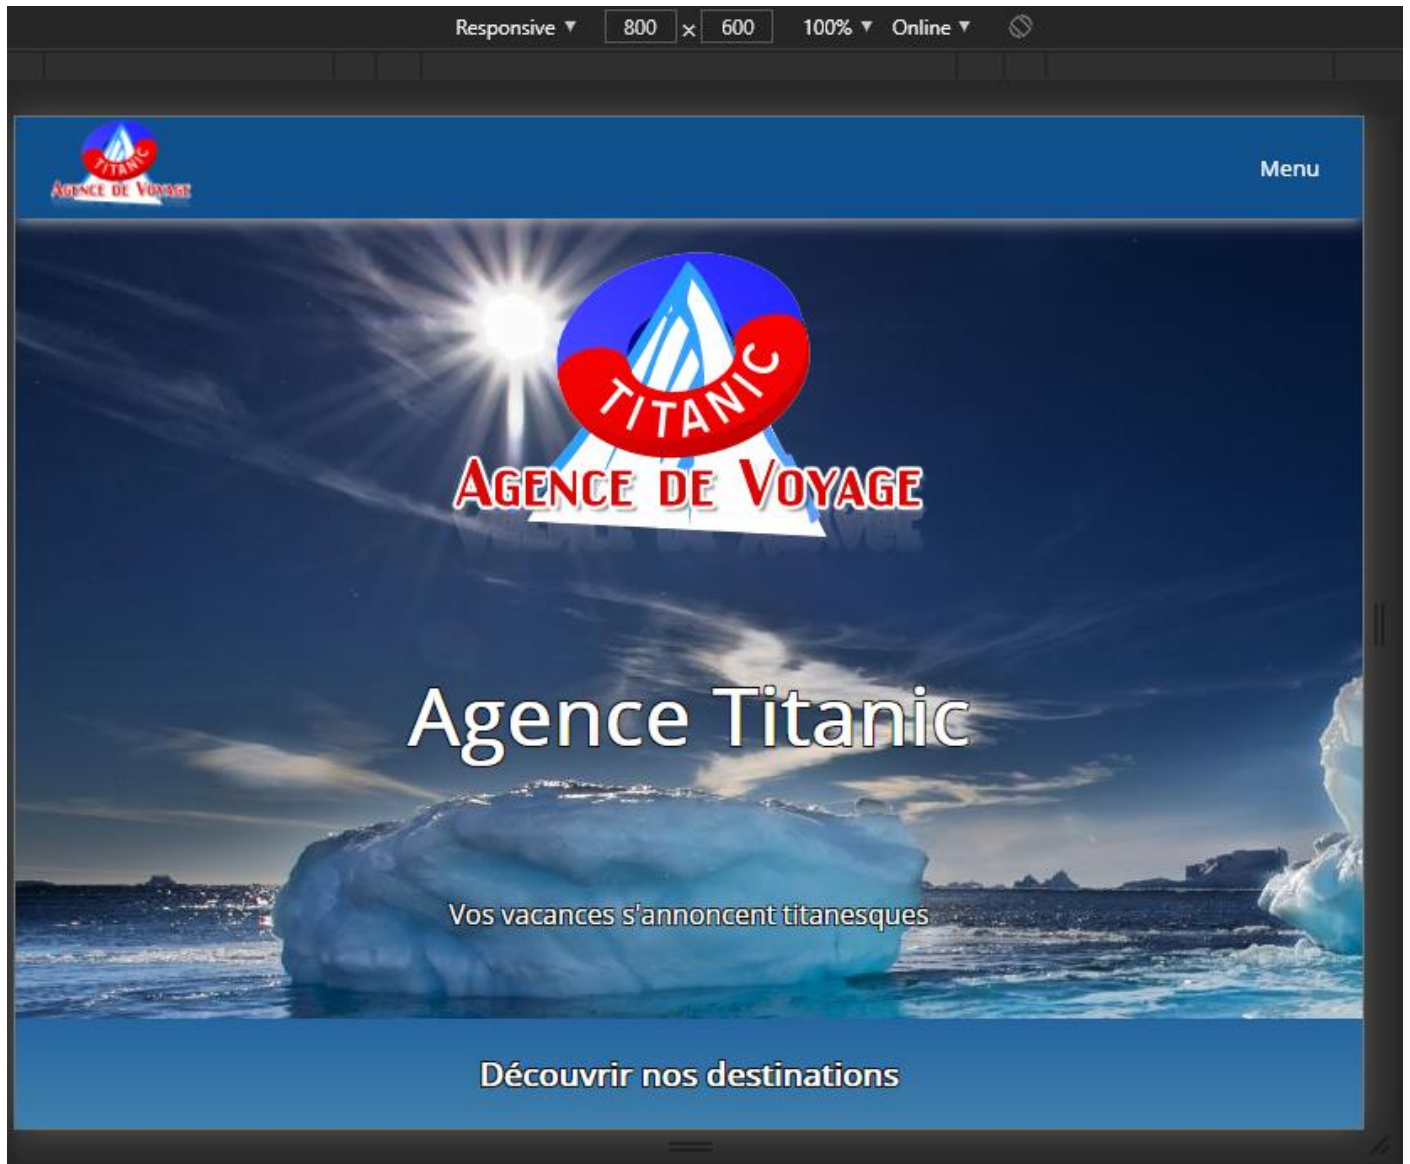 Responsive ▼ 800 × 600 100% ▼ Online ▼
TITANIC
AGENCE DE VOYAGE
Menu
TITANIC
AGENCE DE VOYAGE
Agence Titanic
Vos vacances s'annoncent titanesques
Découvrir nos destinations